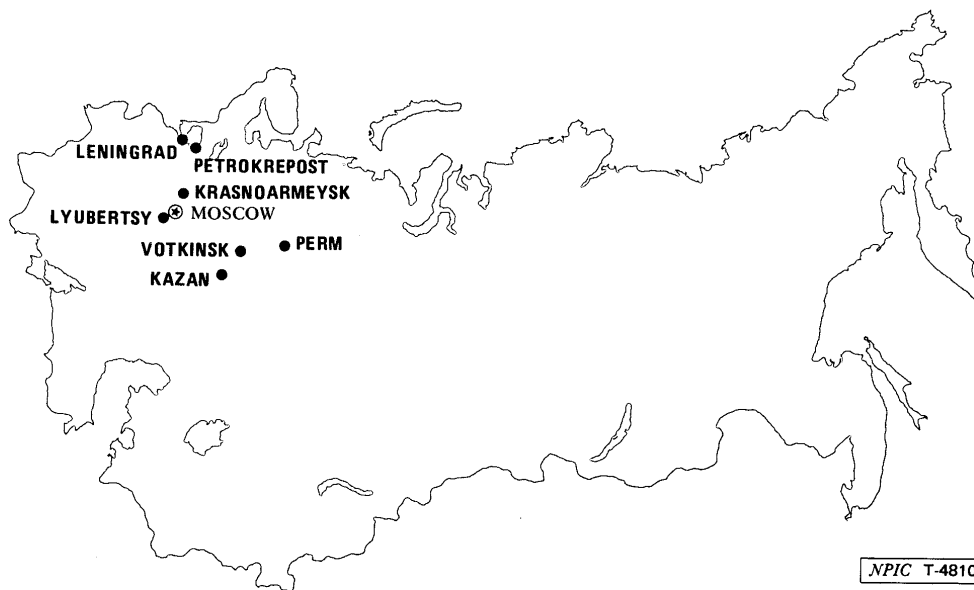 LENINGRAD
PETROKREPOST
KRASNOARMEYSK
LYUBERTSY
MOSCOW
VOTKINSK
PERM
KAZAN
NPIC T-4810